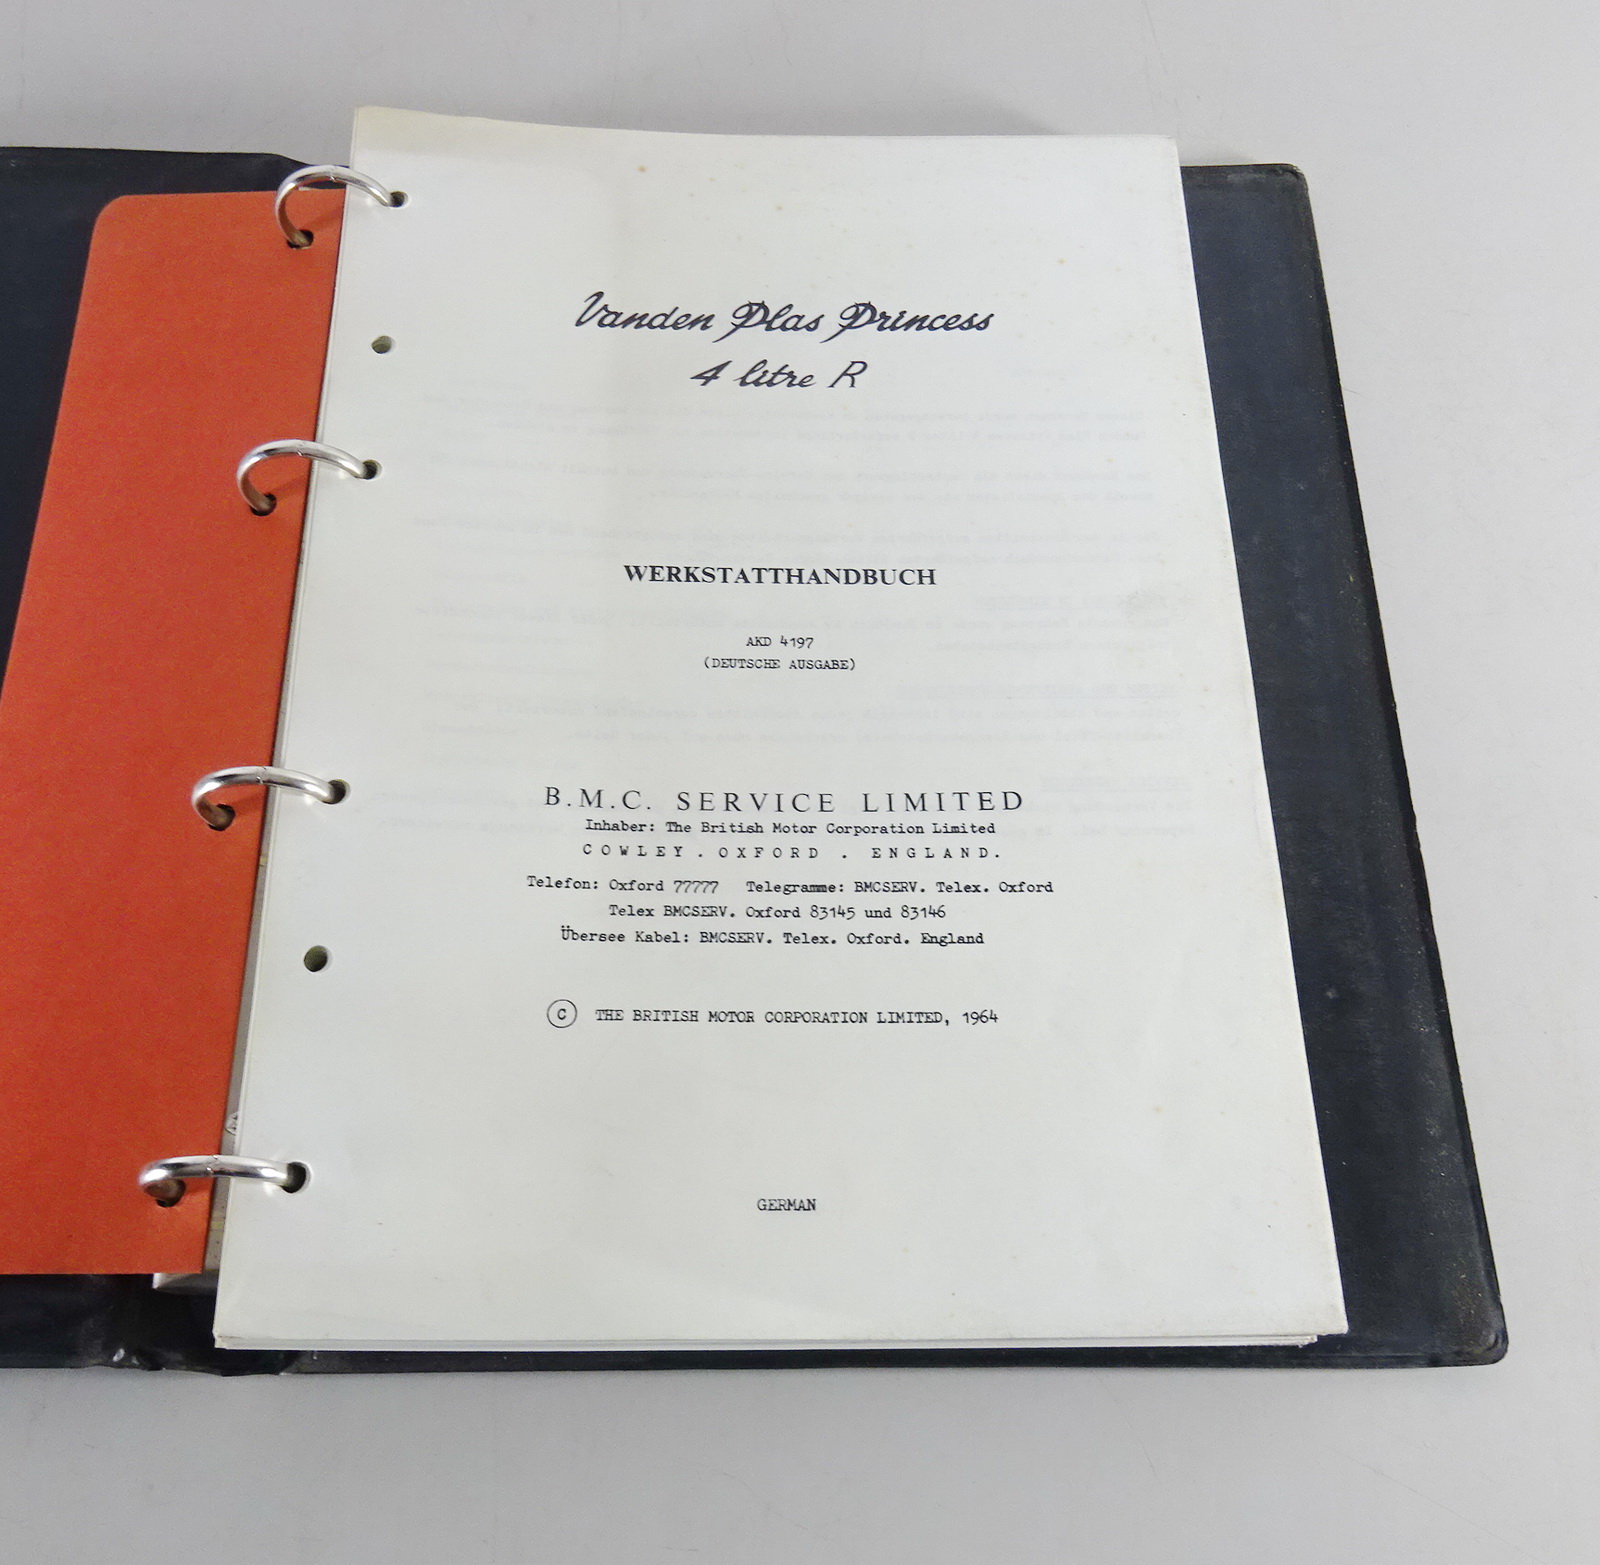 Vanden Plas Princess
4 litre R
WERKSTATTHANDBUCH
AKD 4197
(DEUTSCHE AUSGABE)
B.M.C. SERVICE LIMITED
Inhaber: The British Motor Corporation Limited
COWLEY . OXFORD . ENGLAND.
Telefon: Oxford 77777 Telegramme: BMCSERV. Telex. Oxford
Telex BMCSERV. Oxford 83145 und 83146
Übersee Kabel: BMCSERV. Telex. Oxford. England
© THE BRITISH MOTOR CORPORATION LIMITED, 1964
GERMAN